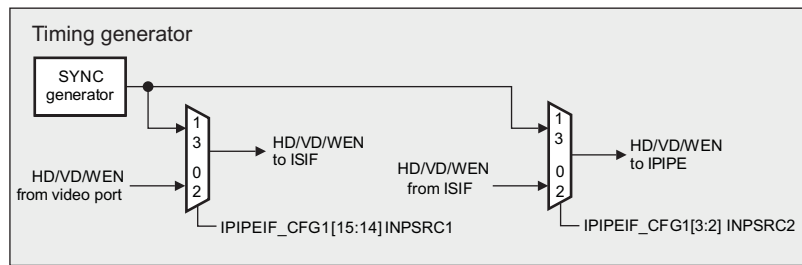 Timing generator
SYNC
generator
1
3
0
2
HD/VD/WEN
to ISIF
HD/VD/WEN
from video port
IPIPEIF_CFG1[15:14] INPSRC1
1
3
0
2
HD/VD/WEN
to IPIPE
HD/VD/WEN
from ISIF
IPIPEIF_CFG1[3:2] INPSRC2